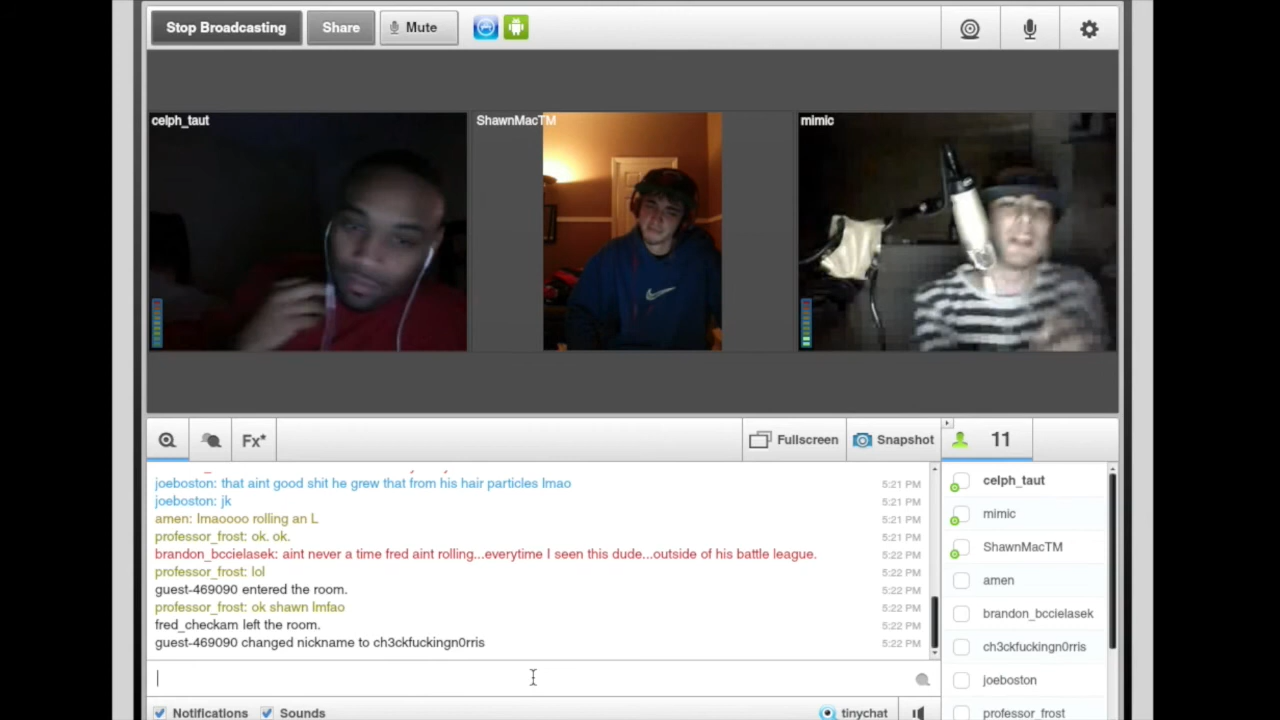 Stop Broadcasting
Share
Mute
celph_taut
ShawnMacTM
mimic
Fx*
Fullscreen
Snapshot
11
joeboston: that aint good shit he grew that from his hair particles lmao 5:21 PM
joeboston: jk 5:21 PM
amen: lmaoooo rolling an L 5:21 PM
professor_frost: ok. ok. 5:21 PM
brandon_bccielasek: aint never a time fred aint rolling...everytime I seen this dude...outside of his battle league. 5:22 PM
professor_frost: lol 5:22 PM
guest-469090 entered the room. 5:22 PM
professor_frost: ok shawn lmfao 5:22 PM
fred_checkam left the room. 5:22 PM
guest-469090 changed nickname to ch3ckfuckingn0rris 5:22 PM
celph_taut
mimic
ShawnMacTM
amen
brandon_bccielasek
ch3ckfuckingn0rris
joeboston
professor_frost
Notifications
Sounds
tinychat